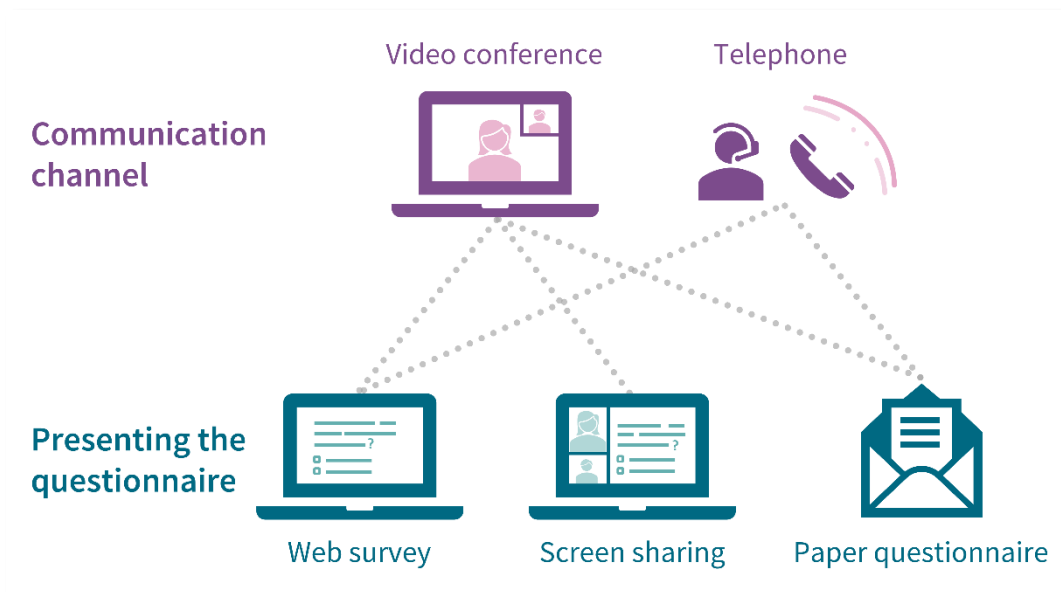 Video conference
Telephone
Communication
channel
?
?
Presenting the
questionnaire
Web survey
Screen sharing
Paper questionnaire